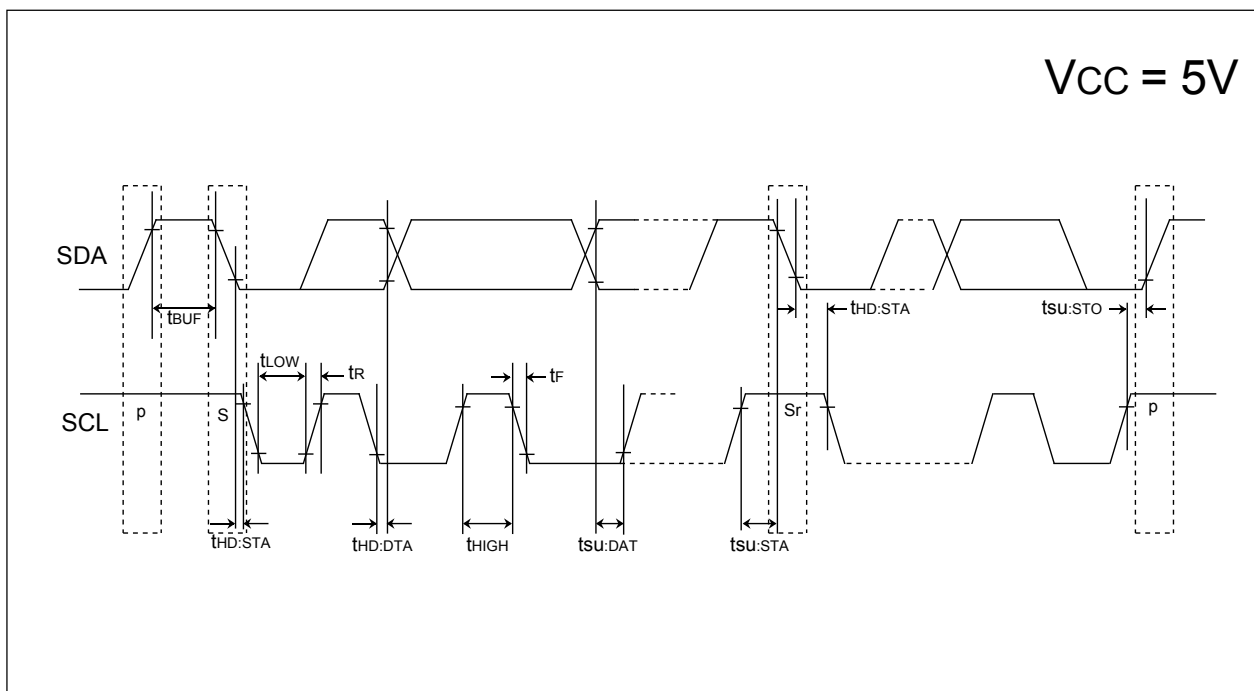 VCC = 5V
SDA
tBUF
tHD:STA
tsu:STO
tLOW
tR
tF
SCL
p
S
Sr
p
tHD:STA
tHD:DTA
tHIGH
tsu:DAT
tsu:STA